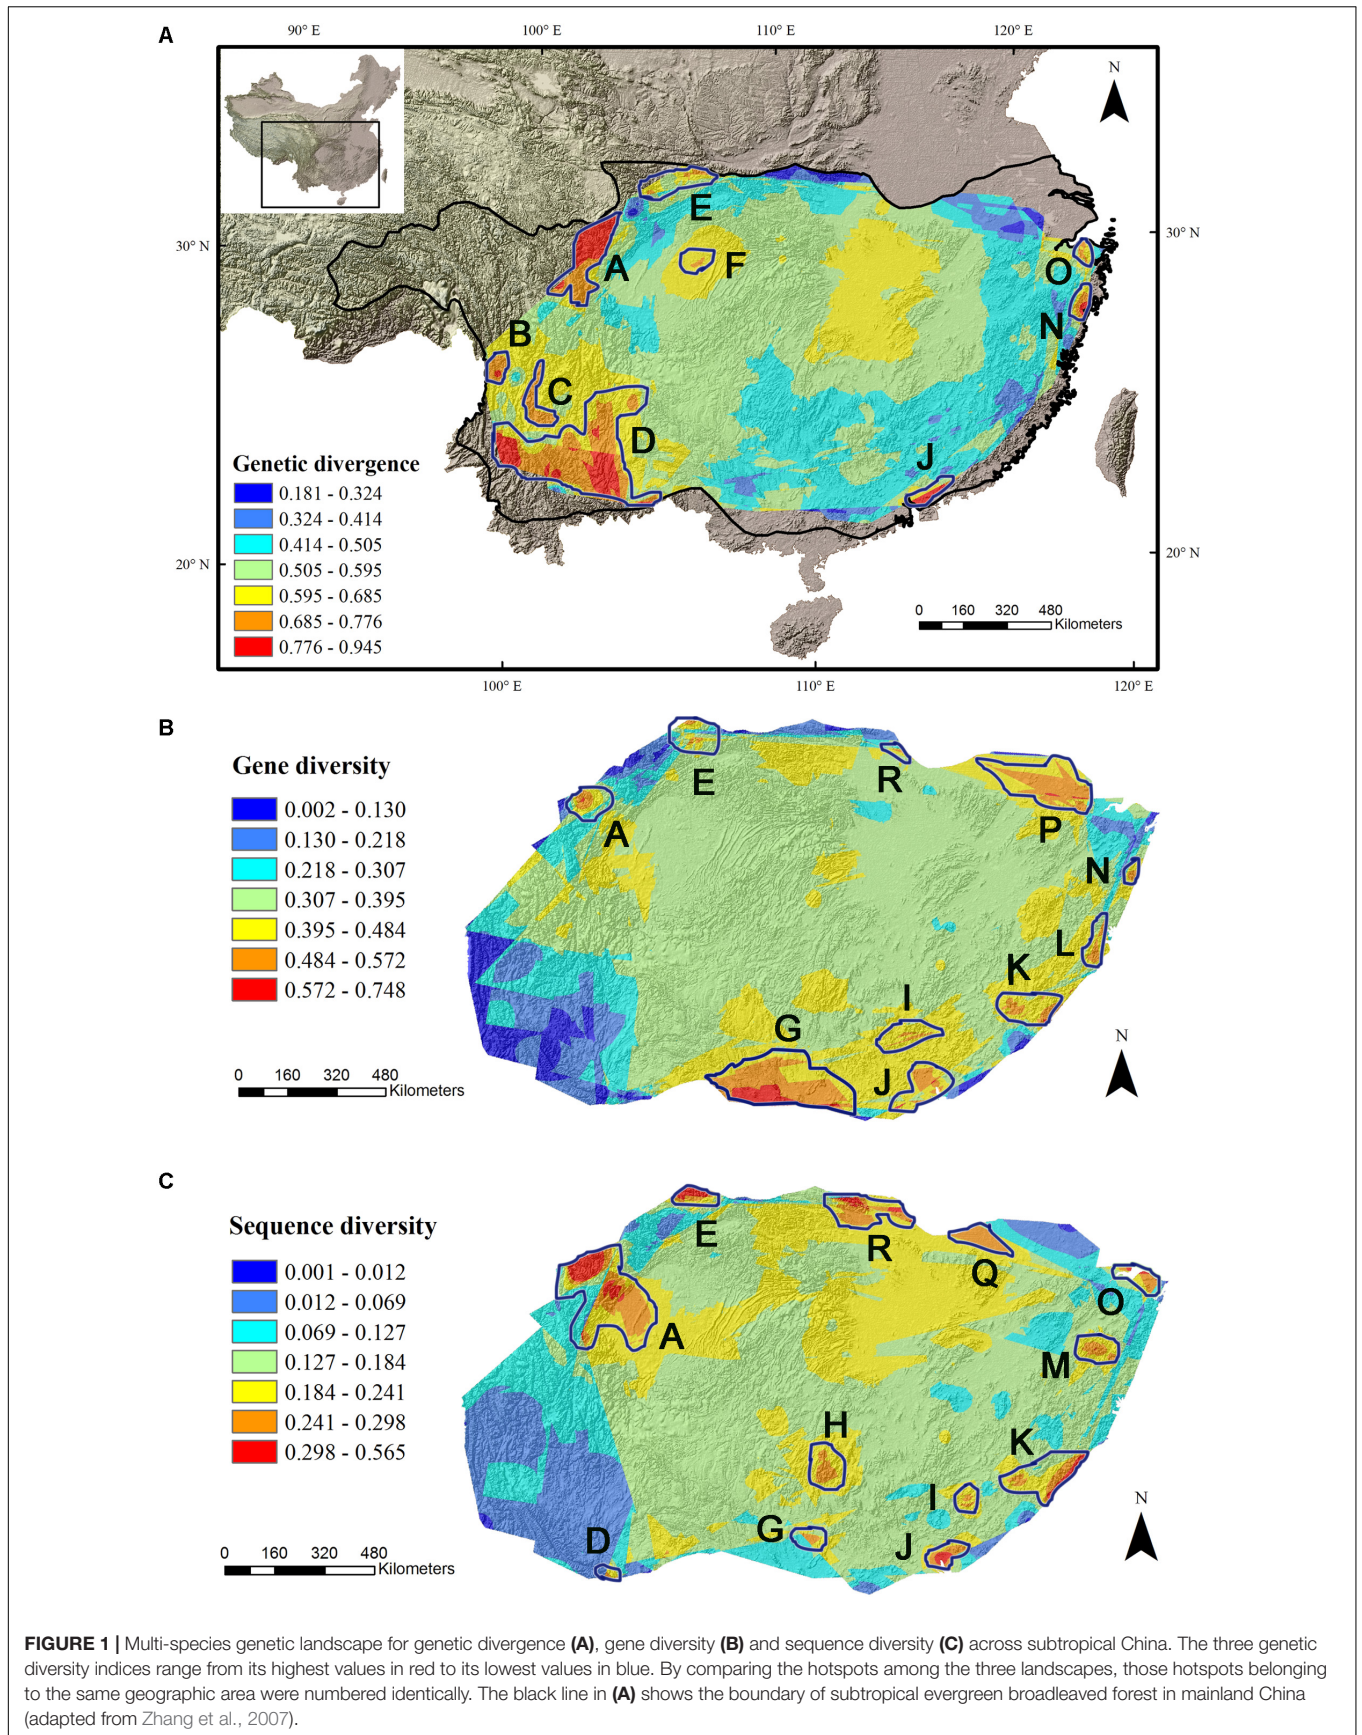 A
90° E 100° E 110° E 120° E
N
30° N 30° N
E
A
F
O
N
B
C
D
J
Genetic divergence
0.181 - 0.324
0.324 - 0.414
0.414 - 0.505
0.505 - 0.595
0.595 - 0.685
0.685 - 0.776
0.776 - 0.945
20° N 20° N
0 160 320 480
Kilometers
100° E 110° E 120° E
B
Gene diversity
0.002 - 0.130
0.130 - 0.218
0.218 - 0.307
0.307 - 0.395
0.395 - 0.484
0.484 - 0.572
0.572 - 0.748
E
R
A
P
N
L
K
I
G
J
N
0 160 320 480
Kilometers
C
Sequence diversity
0.001 - 0.012
0.012 - 0.069
0.069 - 0.127
0.127 - 0.184
0.184 - 0.241
0.241 - 0.298
0.298 - 0.565
E
R
Q
O
A
M
H
K
I
G
J
D
N
0 160 320 480
Kilometers
FIGURE 1 | Multi-species genetic landscape for genetic divergence (A), gene diversity (B) and sequence diversity (C) across subtropical China. The three genetic
diversity indices range from its highest values in red to its lowest values in blue. By comparing the hotspots among the three landscapes, those hotspots belonging
to the same geographic area were numbered identically. The black line in (A) shows the boundary of subtropical evergreen broadleaved forest in mainland China
(adapted from Zhang et al., 2007).